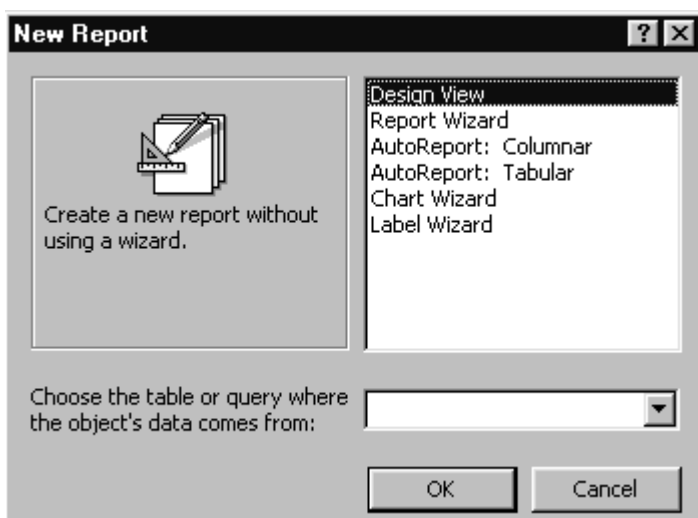 New Report
?
Create a new report without
using a wizard.
Design View
Report Wizard
AutoReport: Columnar
AutoReport: Tabular
Chart Wizard
Label Wizard
Choose the table or query where
the object's data comes from:
OK
Cancel